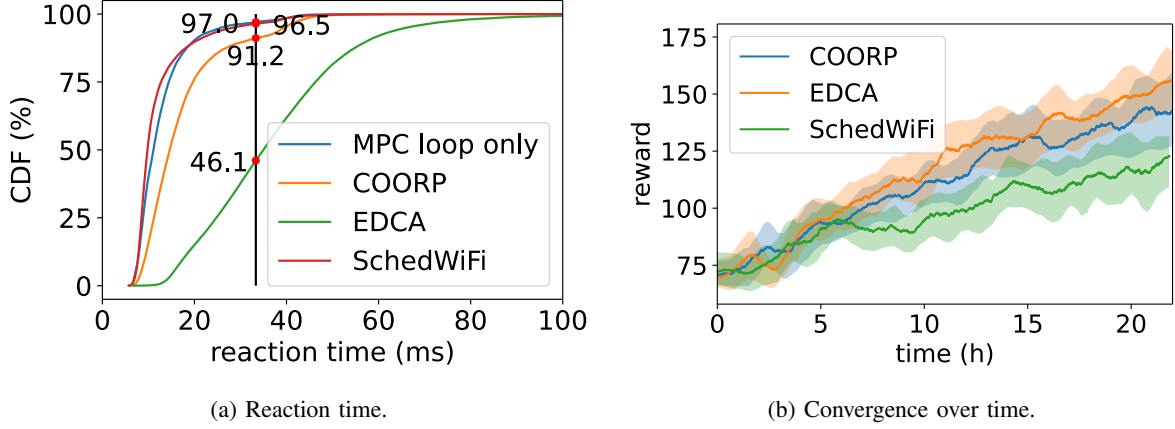 100
75
50
25
0
CDF (%)
97.0
96.5
91.2
46.1
MPC loop only
COORP
EDCA
SchedWiFi
0 20 40 60 80 100
reaction time (ms)
(a) Reaction time.
175
150
125
100
75
reward
COORP
EDCA
SchedWiFi
0 5 10 15 20
time (h)
(b) Convergence over time.